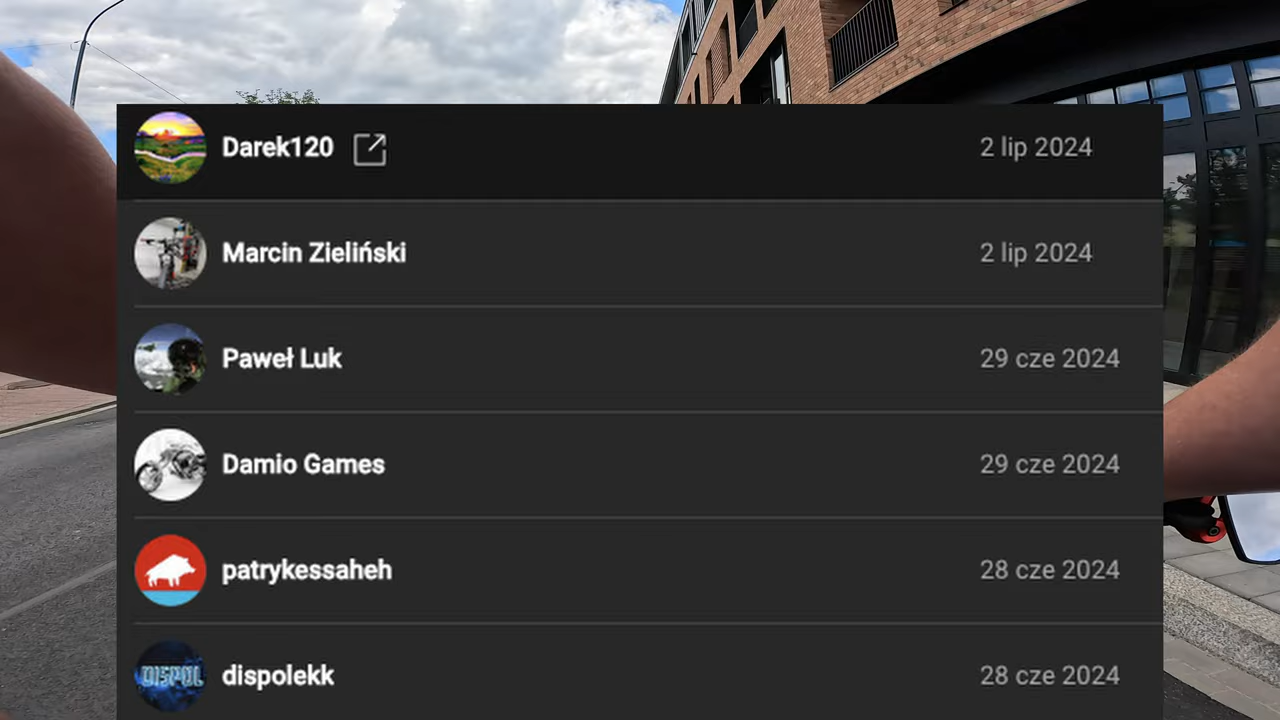 Darek120 2 lip 2024
Marcin Zieliński 2 lip 2024
Paweł Luk 29 cze 2024
Damio Games 29 cze 2024
patrykessaheh 28 cze 2024
DISPOL
dispolekk 28 cze 2024